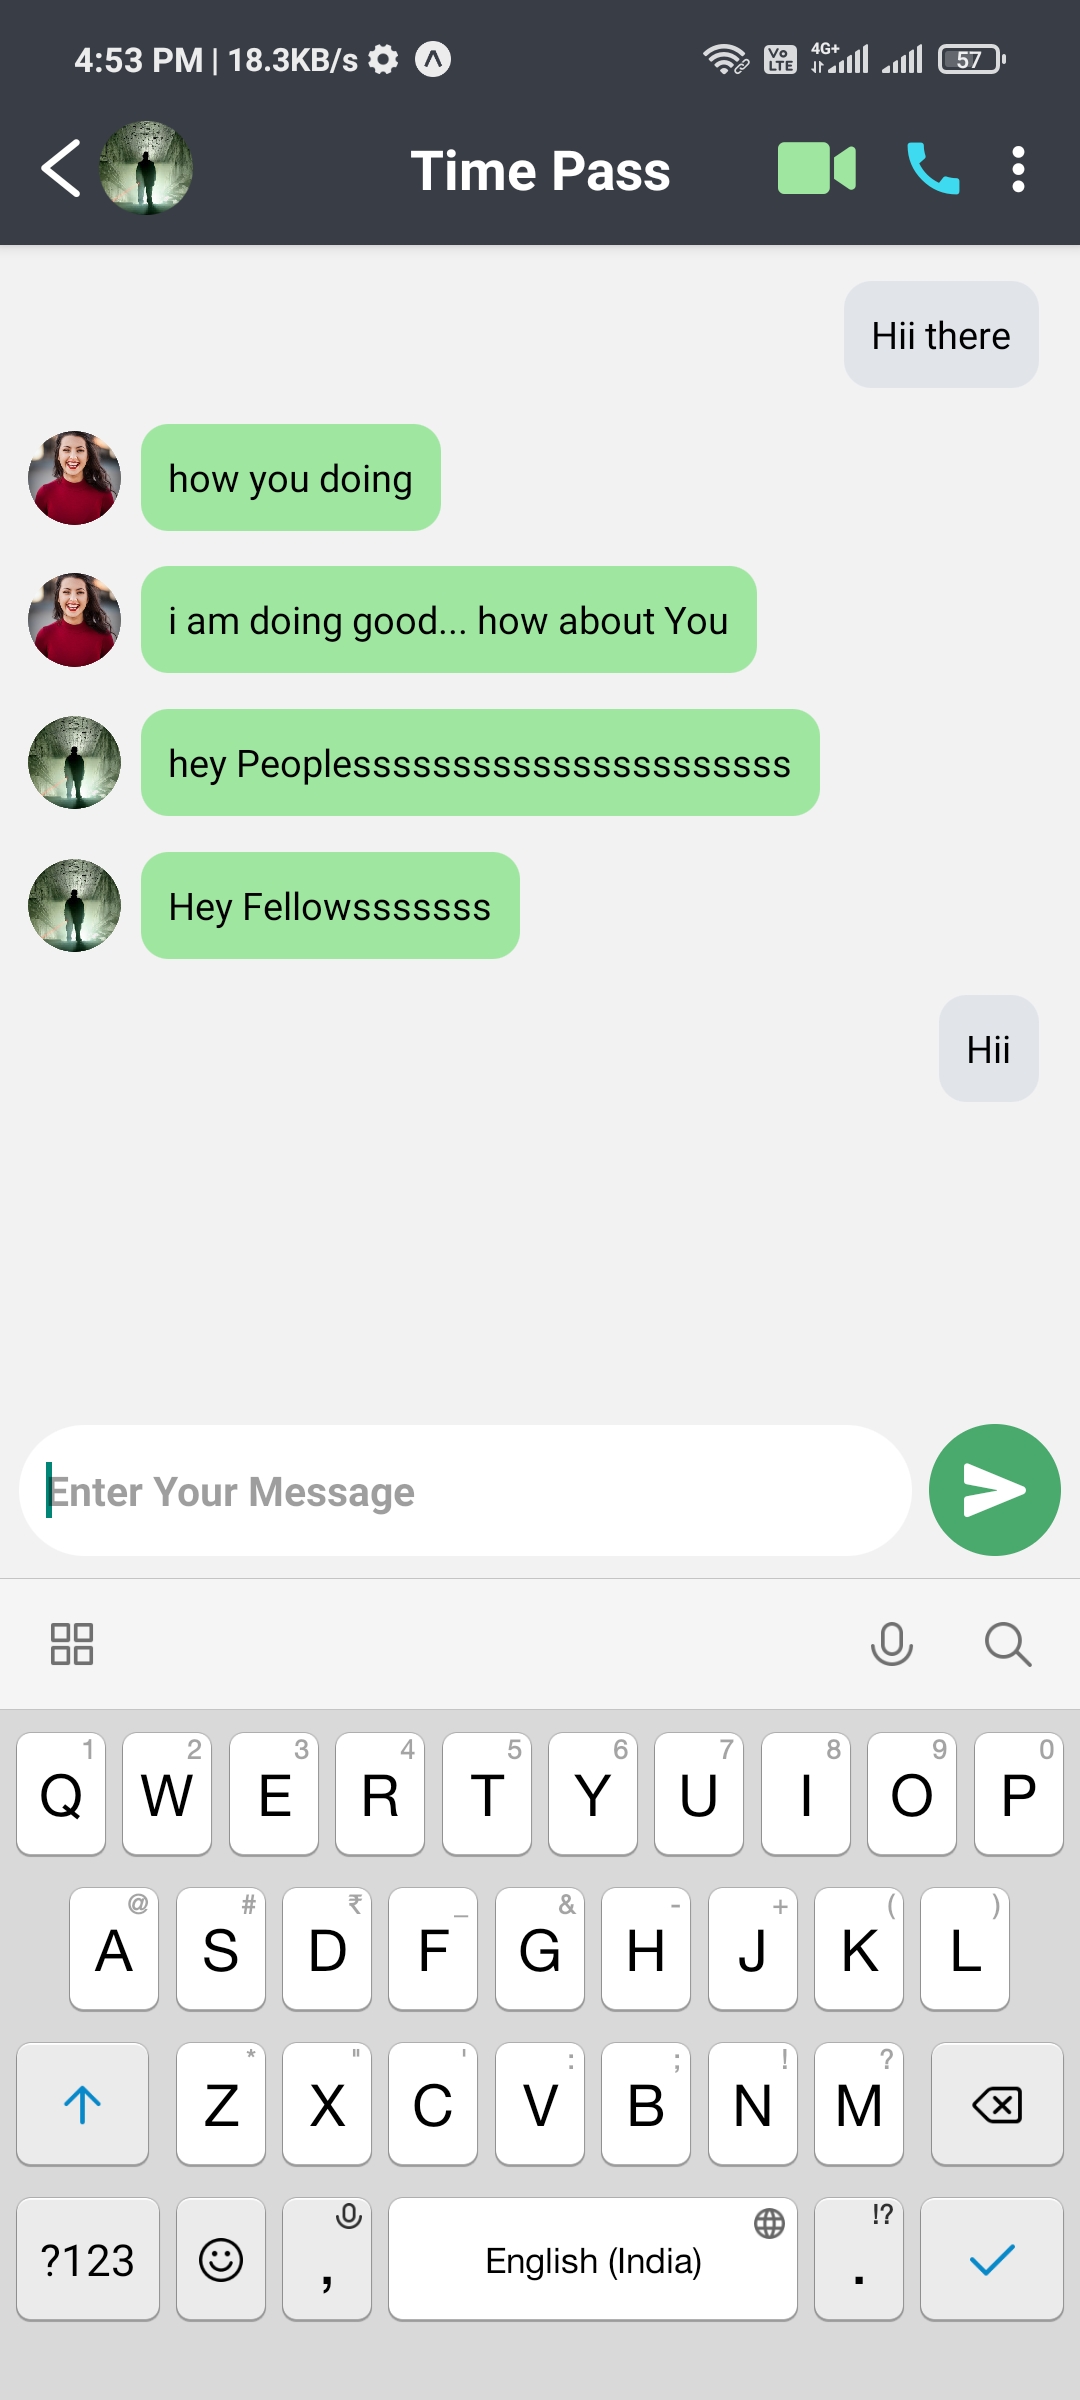 4:53 PM | 18.3KB/s
Vo LTE 4G+ 57
Time Pass
Hii there
how you doing
i am doing good... how about You
hey Peoplesssssssssssssssssssssss
Hey Fellowsssssss
Hii
Enter Your Message
1 2 3 4 5 6 7 8 9 0
Q W E R T Y U I O P
@ # ₹ _ & - + ( )
A S D F G H J K L
* " ' : ; ! ?
Z X C V B N M
!?
?123 , English (India) .